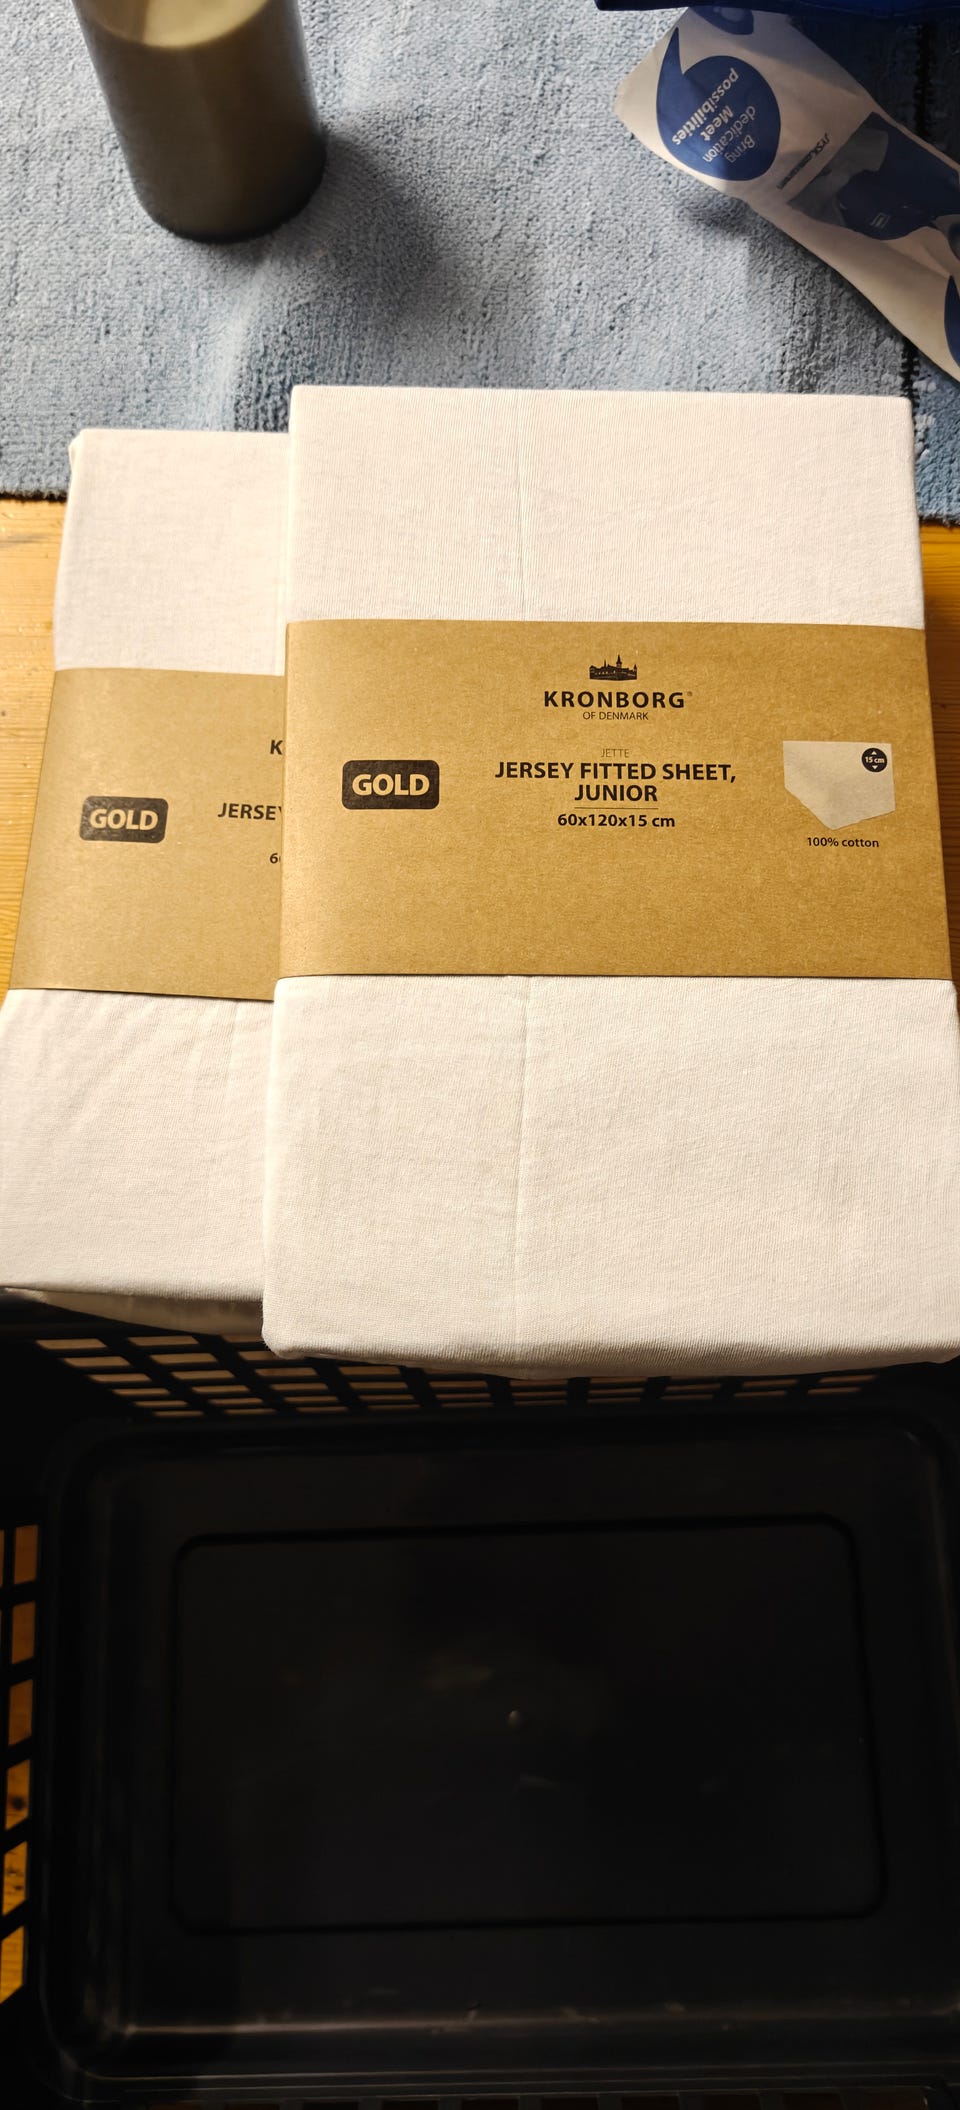 Bring
dedication
Meet
possibilities
KRONBORG®
OF DENMARK
JETTE
JERSEY FITTED SHEET,
JUNIOR
60x120x15 cm
GOLD
15 cm
100% cotton
K
GOLD
JERSEY
6